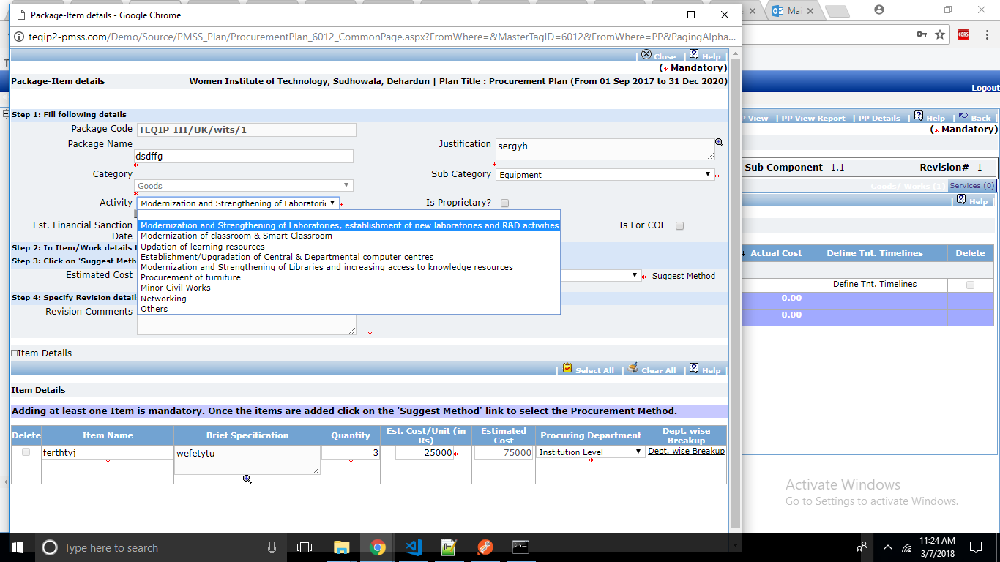 Package-Item details - Google Chrome
teqip2-pmss.com/Demo/Source/PMSS_Plan/ProcurementPlan_6012_CommonPage.aspx?FromWhere=&MasterTagID=6012&FromWhere=PP&PagingAlpha...
| Close | Help |
(* Mandatory)
Package-Item details Women Institute of Technology, Sudhowala, Dehardun | Plan Title : Procurement Plan (From 01 Sep 2017 to 31 Dec 2020)
Step 1: Fill following details
Package Code TEQIP-III/UK/wits/1
Package Name dsdffg *
Justification sergyh *
Category Goods *
Sub Category Equipment *
Activity Modernization and Strengthening of Laboratorie *
Is Proprietary?
Modernization and Strengthening of Laboratories, establishment of new laboratories and R&D activities
Modernization of classroom & Smart Classroom
Updation of learning resources
Establishment/Upgradation of Central & Departmental computer centres
Modernization and Strengthening of Libraries and increasing access to knowledge resources
Procurement of furniture
Minor Civil Works
Networking
Others
Est. Financial Sanction
Date
Is For COE
Step 2: In Item/Work details
Step 3: Click on 'Suggest Meth
Estimated Cost
* Suggest Method
Step 4: Specify Revision detail
Revision Comments
*
Item Details
| Select All | Clear All | Help |
Item Details
Adding at least one Item is mandatory. Once the items are added click on the 'Suggest Method' link to select the Procurement Method.
Delete Item Name Brief Specification Quantity Est. Cost/Unit (in Rs) Estimated Cost Procuring Department Dept. wise Breakup
ferthtyj * wefetytu 3 * 25000 * 75000 Institution Level * Dept. wise Breakup
Mai
CORS
Logout
P View | PP View Report | PP Details | Help | Back
(* Mandatory)
Sub Component 1.1 Revision# 1
Goods/ Works (1) Services (0)
| Help
Actual Cost Define Tnt. Timelines Delete
Define Tnt. Timelines
0.00
0.00
Activate Windows
Go to Settings to activate Windows.
Type here to search
11:24 AM
3/7/2018